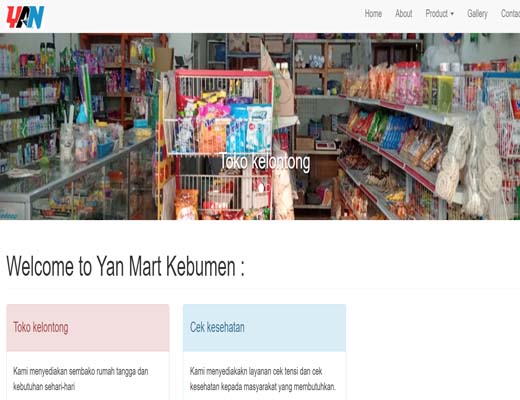 YAN
Home About Product Gallery Contac
Toko kelontong
Welcome to Yan Mart Kebumen :
Toko kelontong
Kami menyediakan sembako rumah tangga dan
kebutuhan sehari-hari
Cek kesehatan
Kami menyediakakn layanan cek tensi dan cek
kesehatan kepada masyarakat yang membutuhkan.